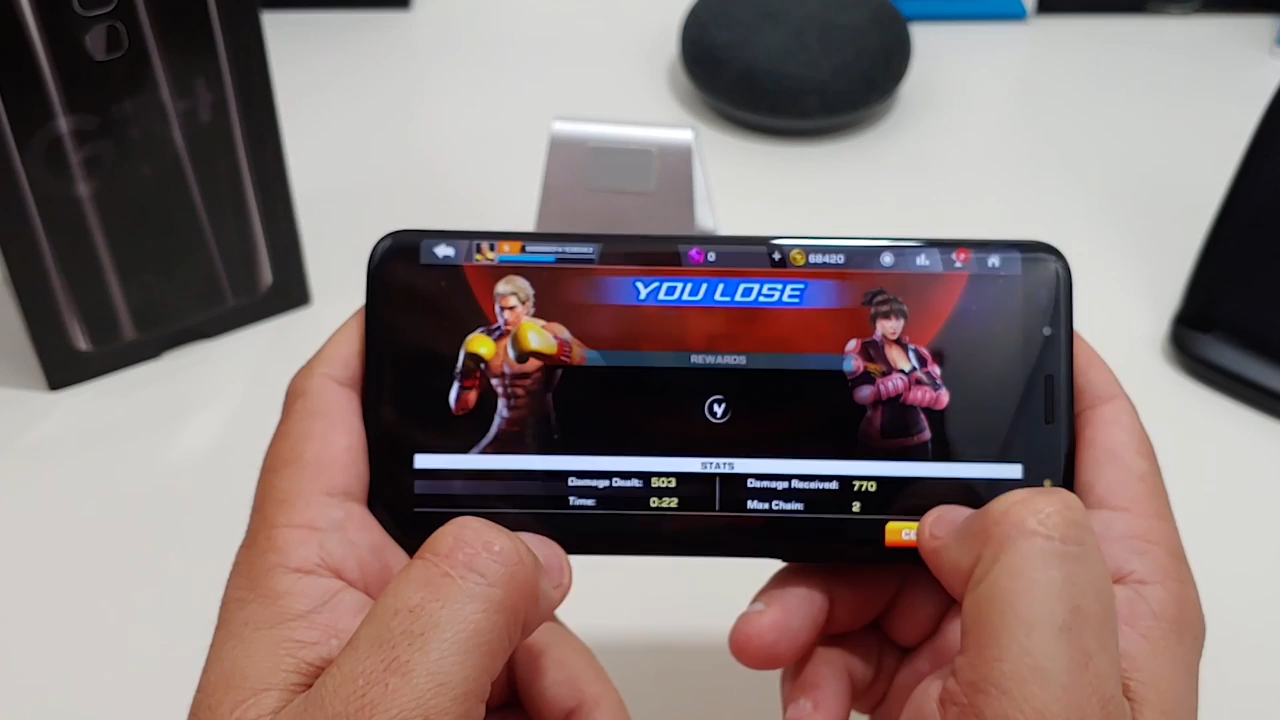 0
+ 68420
YOU LOSE
REWARDS
STATS
Damage Dealt: 503
Damage Received: 770
Time: 0:22
Max Chain: 2